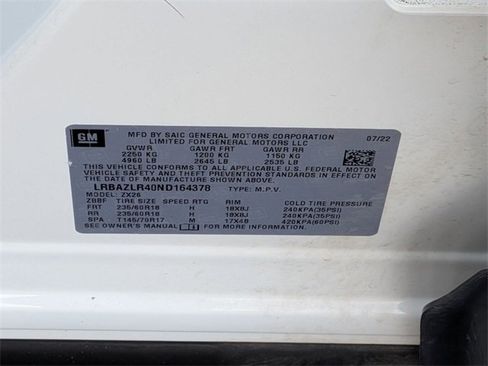 GM
MFD BY SAIC GENERAL MOTORS CORPORATION
LIMITED FOR GENERAL MOTORS LLC
07/22
GVWR GAWR FRT GAWR RR
2250 KG 1200 KG 1150 KG
4960 LB 2645 LB 2535 LB
THIS VEHICLE CONFORMS TO ALL APPLICABLE U.S. FEDERAL MOTOR
VEHICLE SAFETY AND THEFT PREVENTION STANDARDS IN EFFECT ON
THE DATE OF MANUFACTURE SHOWN ABOVE.
LRBAZLR40ND164378 TYPE: M.P.V.
MODEL: ZX26
ZBBF TIRE SIZE SPEED RTG RIM COLD TIRE PRESSURE
FRT 235/60R18 H 18X8J 240KPA(35PSI)
RR 235/60R18 H 18X8J 240KPA(35PSI)
SPA T145/70R17 M 17X4B 420KPA(60PSI)
SEE OWNER'S MANUAL